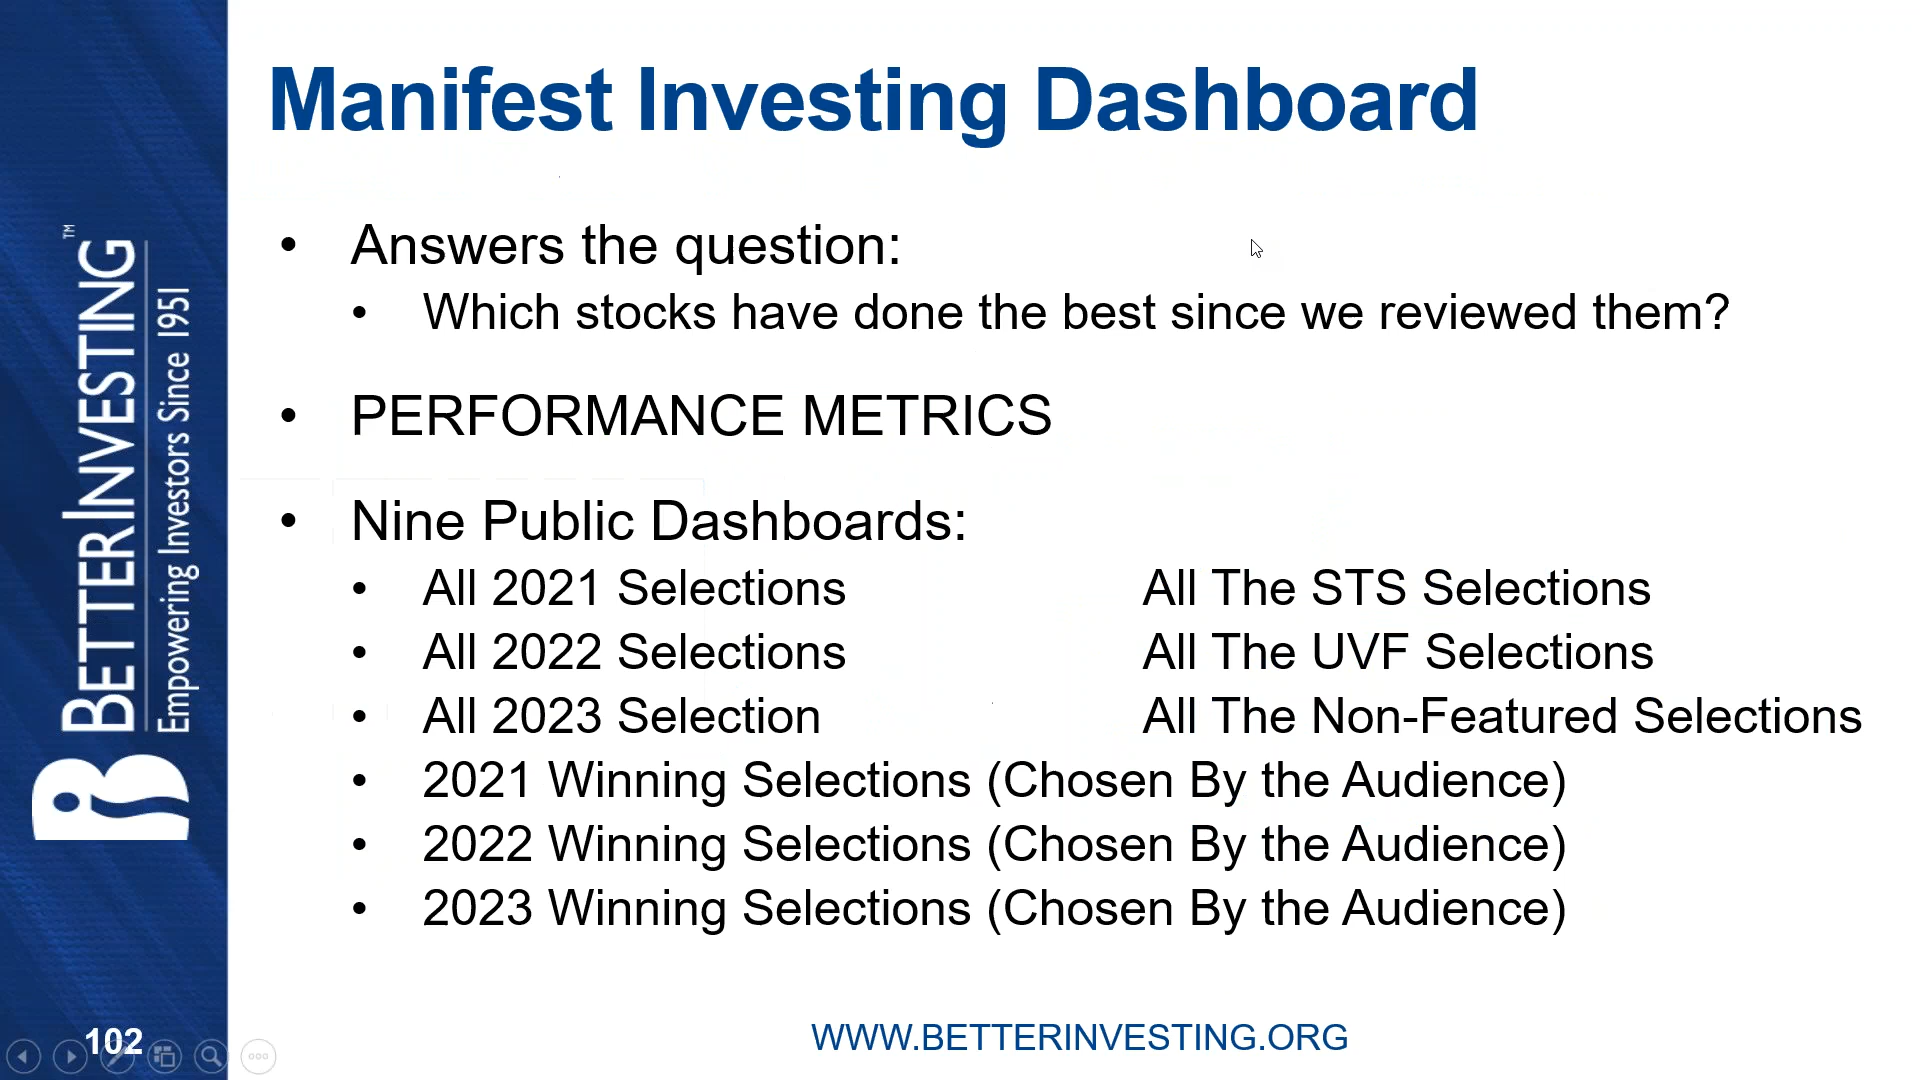 Manifest Investing Dashboard
• Answers the question:
• Which stocks have done the best since we reviewed them?
• PERFORMANCE METRICS
• Nine Public Dashboards:
• All 2021 Selections All The STS Selections
• All 2022 Selections All The UVF Selections
• All 2023 Selection All The Non-Featured Selections
• 2021 Winning Selections (Chosen By the Audience)
• 2022 Winning Selections (Chosen By the Audience)
• 2023 Winning Selections (Chosen By the Audience)
BETTERINVESTING™
Empowering Investors Since 1951
102
WWW.BETTERINVESTING.ORG